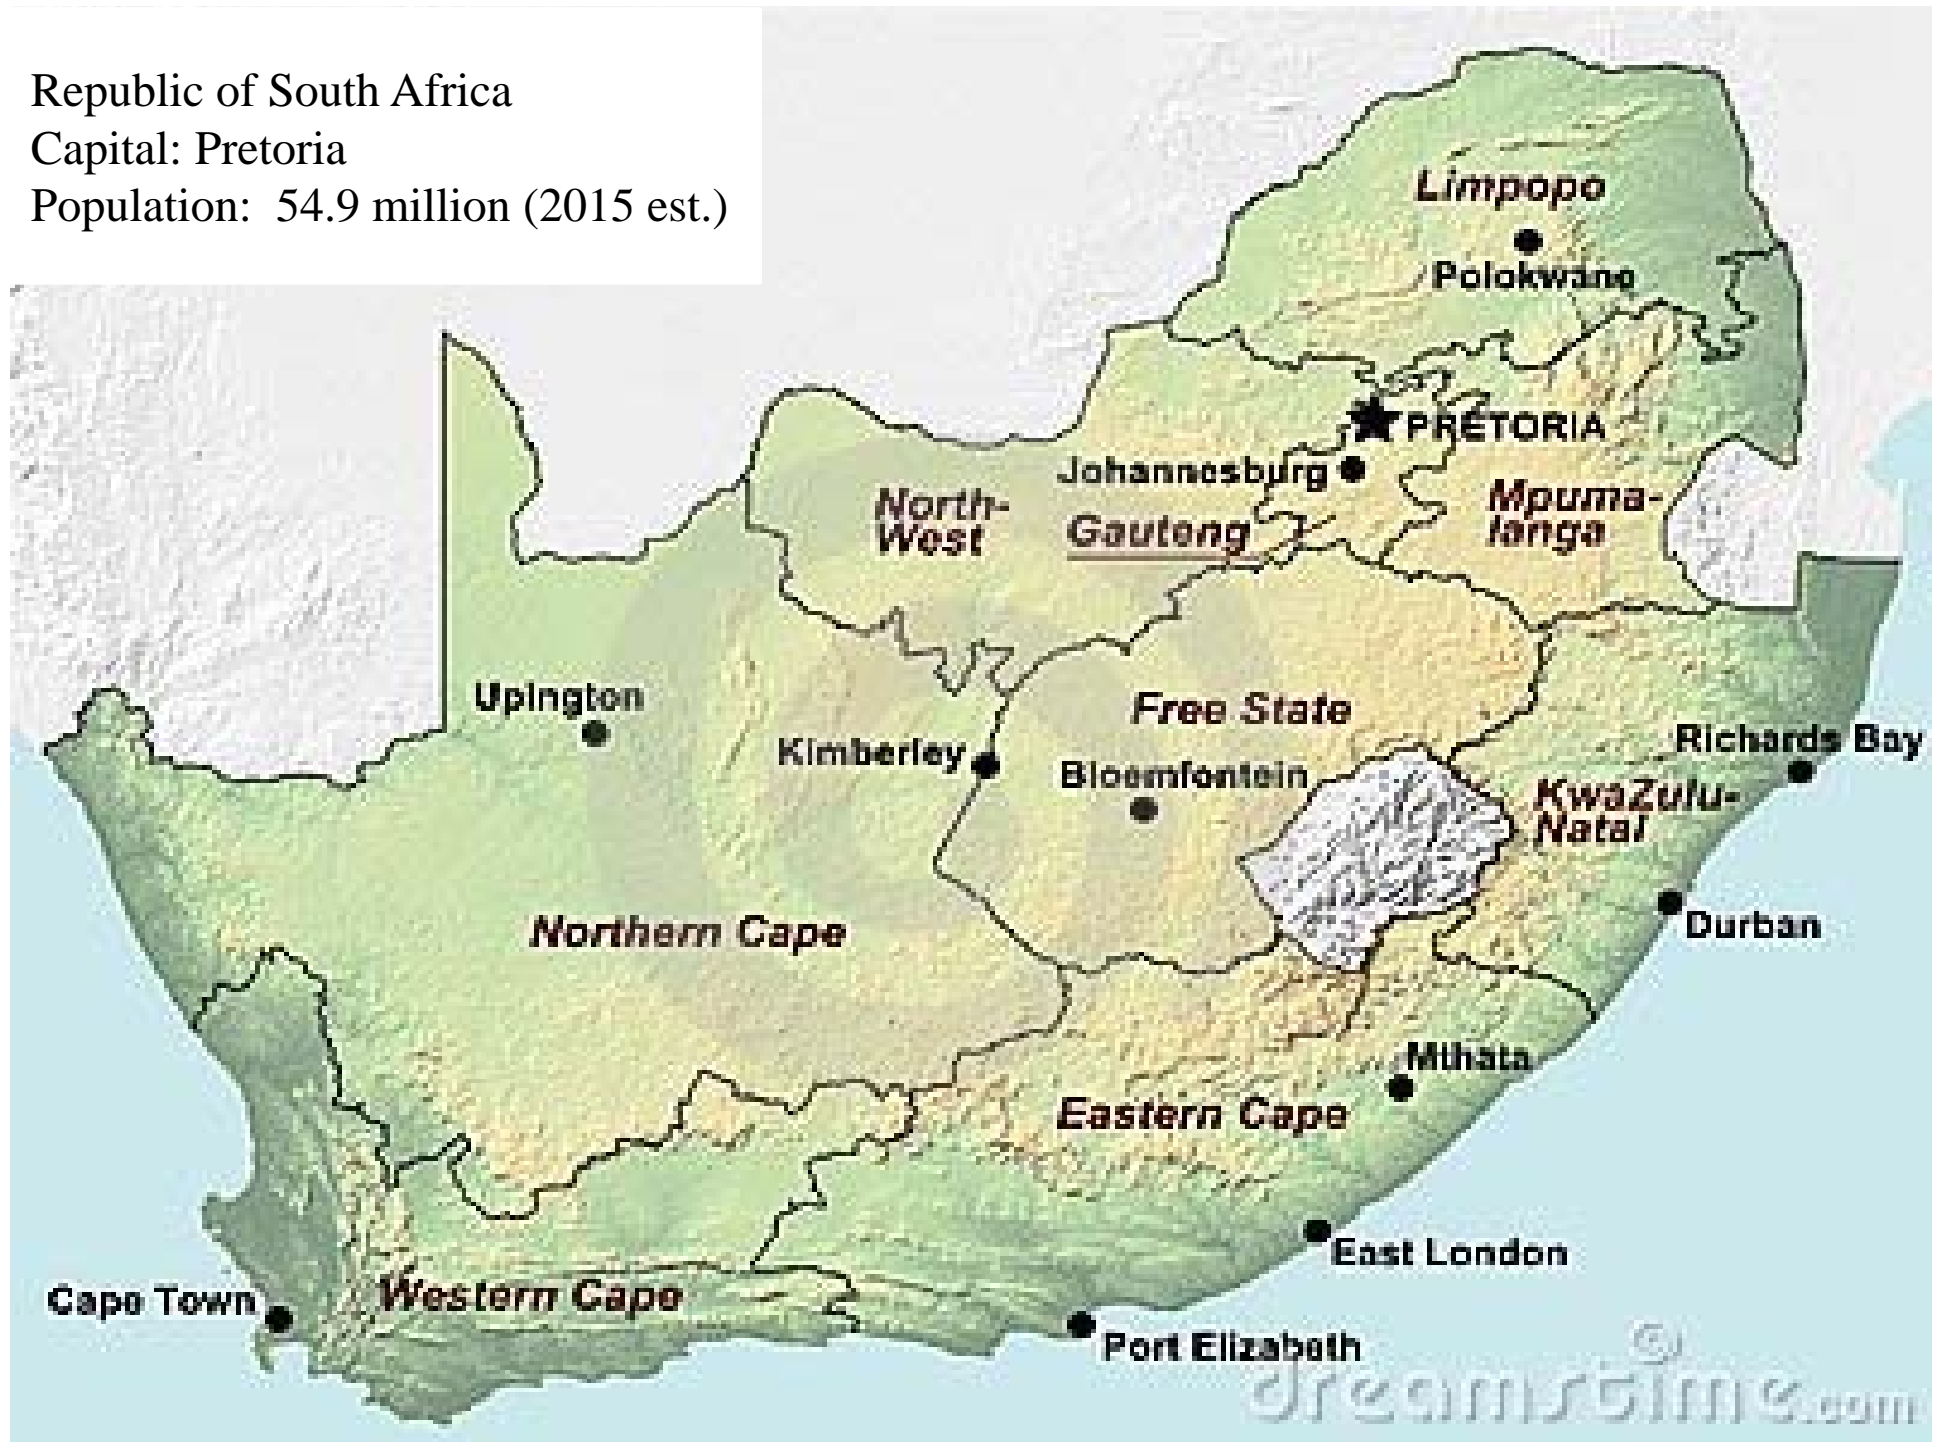 Republic of South Africa
Capital: Pretoria
Population: 54.9 million (2015 est.)
Limpopo
Polokwane
PRETORIA
Johannesburg
North-
West
Gauteng
Mpuma-
langa
Upington
Free State
Kimberley
Bloemfontein
Richards Bay
KwaZulu-
Natal
Durban
Northern Cape
Mthata
Eastern Cape
East London
Western Cape
Cape Town
Port Elizabeth
dreamstime.com